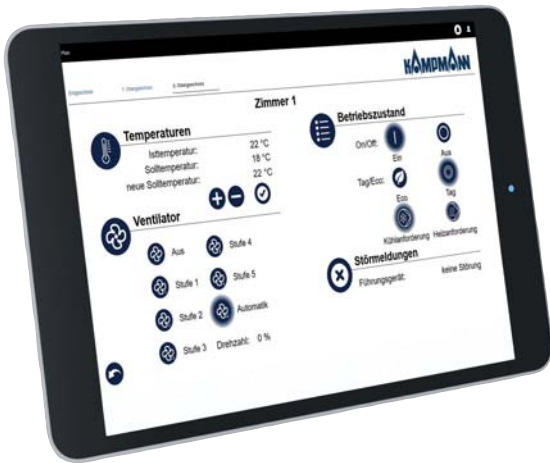 Plan
Erdgeschoss
1. Obergeschoss
2. Obergeschoss
KAMPMANN
Zimmer 1
Temperaturen
Isttemperatur: 22 °C
Solltemperatur: 18 °C
neue Solltemperatur: 22 °C
Ventilator
Aus
Stufe 4
Stufe 1
Stufe 5
Stufe 2
Automatik
Stufe 3
Drehzahl: 0 %
Betriebszustand
On/Off:
Ein
Aus
Tag/Eco:
Eco
Tag
Kühlanforderung
Heizanforderung
Störmeldungen
Führungsgerät: keine Störung